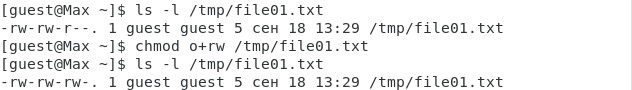 [guest@Max ~]$ ls -l /tmp/file01.txt
-rw-rw-r--. 1 guest guest 5 сен 18 13:29 /tmp/file01.txt
[guest@Max ~]$ chmod o+rw /tmp/file01.txt
[guest@Max ~]$ ls -l /tmp/file01.txt
-rw-rw-rw-. 1 guest guest 5 сен 18 13:29 /tmp/file01.txt